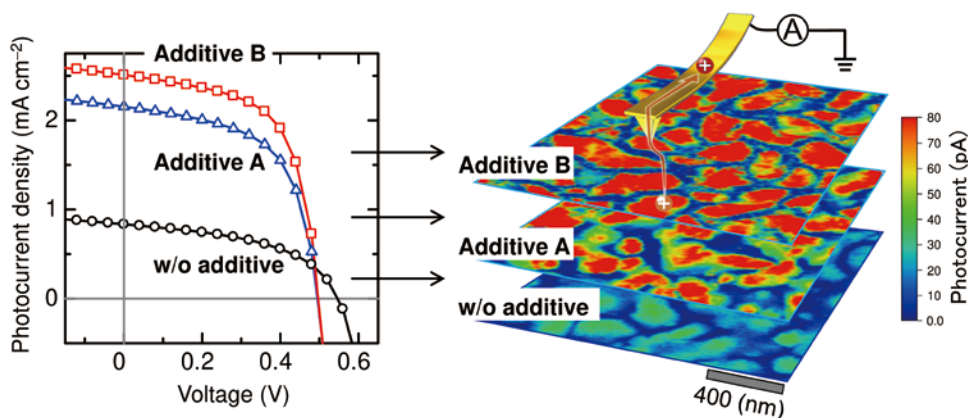 Photocurrent density (mA cm⁻²)
2
1
0
0
0.2
0.4
0.6
Voltage (V)
Additive B
Additive A
w/o additive
A
+
+
Additive B
Additive A
w/o additive
400 (nm)
80
70
60
50
40
30
20
10
0.0
Photocurrent (pA)